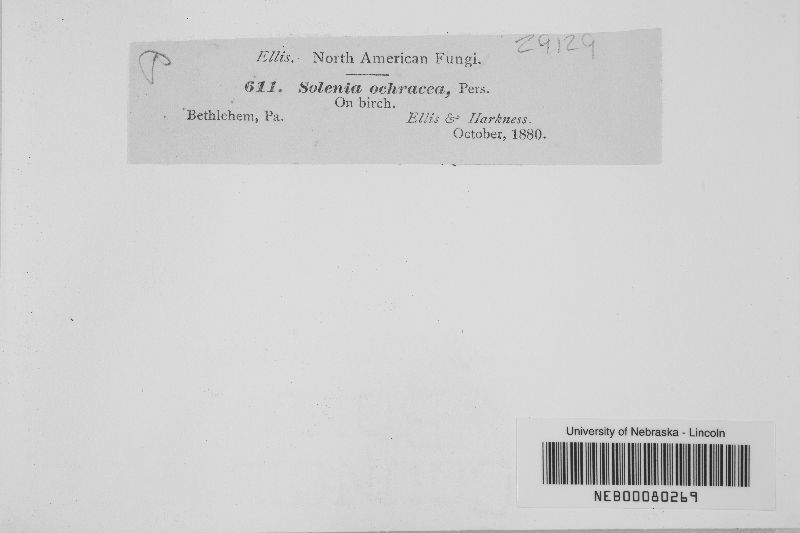 29129
P
Ellis. North American Fungi.
611. Solenia ochracea, Pers.
On birch.
Bethlehem, Pa. Ellis & Harkness.
October, 1880.
University of Nebraska - Lincoln
NEB00080269